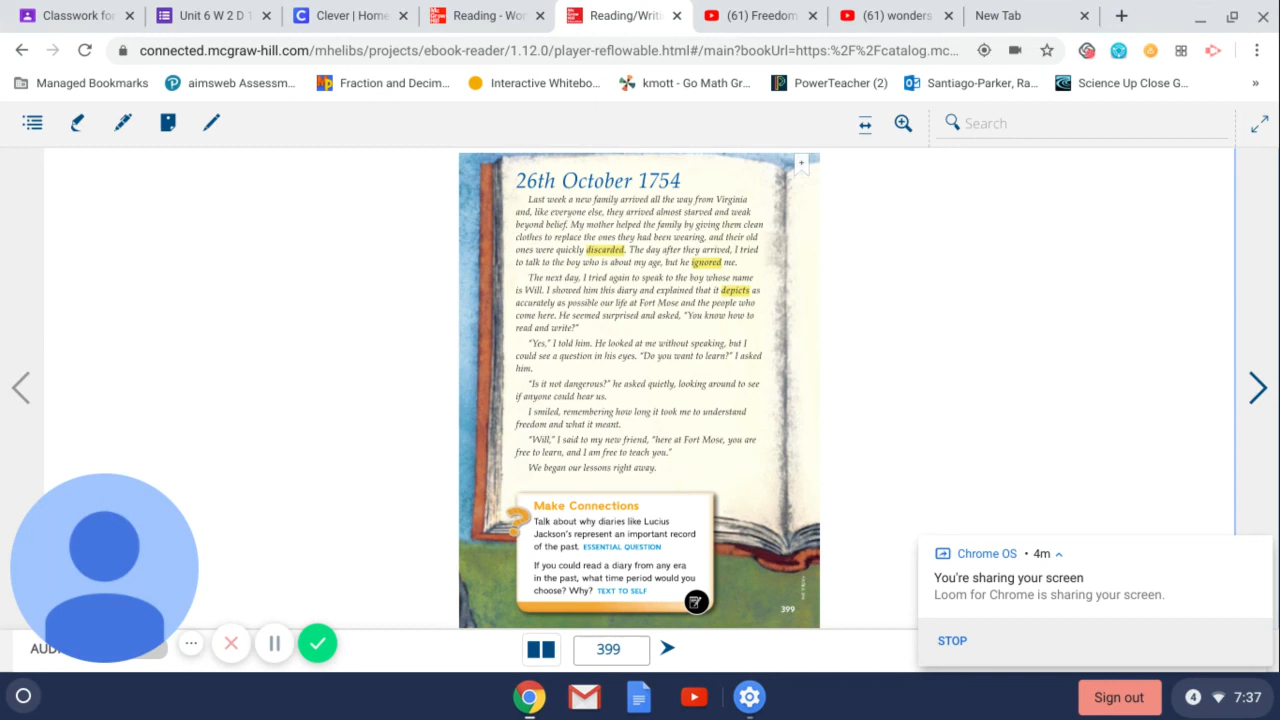 Classwork for
Unit 6 W 2 D 1
Clever | Home
Reading - Wo
Reading/Writi
(61) Freedom
(61) wonders
New Tab
connected.mcgraw-hill.com/mhelibs/projects/ebook-reader/1.12.0/player-reflowable.html#/main?bookUrl=https:%2F%2Fcatalog.mc...
Managed Bookmarks
aimsweb Assessm...
Fraction and Decim...
Interactive Whitebo...
kmott - Go Math Gr...
PowerTeacher (2)
Santiago-Parker, Ra...
Science Up Close G...
Search
26th October 1754
Last week a new family arrived all the way from Virginia
and, like everyone else, they arrived almost starved and weak
beyond belief. My mother helped the family by giving them clean
clothes to replace the ones they had been wearing, and their old
ones were quickly discarded. The day after they arrived, I tried
to talk to the boy who is about my age, but he ignored me.
The next day, I tried again to speak to the boy whose name
is Will. I showed him this diary and explained that it depicts as
accurately as possible our life at Fort Mose and the people who
come here. He seemed surprised and asked, "You know how to
read and write?"
"Yes," I told him. He looked at me without speaking, but I
could see a question in his eyes. "Do you want to learn?" I asked
him.
"Is it not dangerous?" he asked quietly, looking around to see
if anyone could hear us.
I smiled, remembering how long it took me to understand
freedom and what it meant.
"Will," I said to my new friend, "here at Fort Mose, you are
free to learn, and I am free to teach you."
We began our lessons right away.
Make Connections
Talk about why diaries like Lucius
Jackson's represent an important record
of the past. ESSENTIAL QUESTION
If you could read a diary from any era
in the past, what time period would you
choose? Why? TEXT TO SELF
399
Chrome OS • 4m
You're sharing your screen
Loom for Chrome is sharing your screen.
STOP
399
Sign out
4
7:37